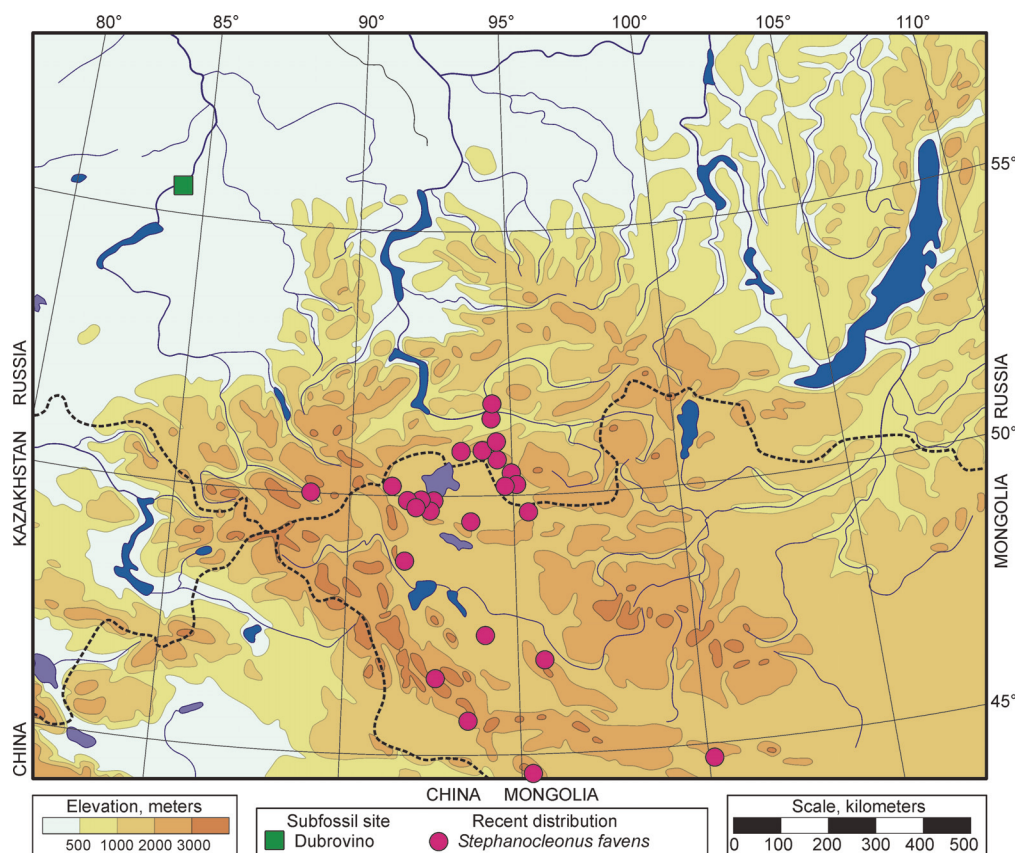 80° 85° 90° 95° 100° 105° 110°
55°
RUSSIA
RUSSIA
50°
KAZAKHSTAN
MONGOLIA
45°
CHINA
CHINA MONGOLIA
Elevation, meters
500 1000 2000 3000
Subfossil site
Dubrovino
Recent distribution
Stephanocleonus favens
Scale, kilometers
0 100 200 300 400 500